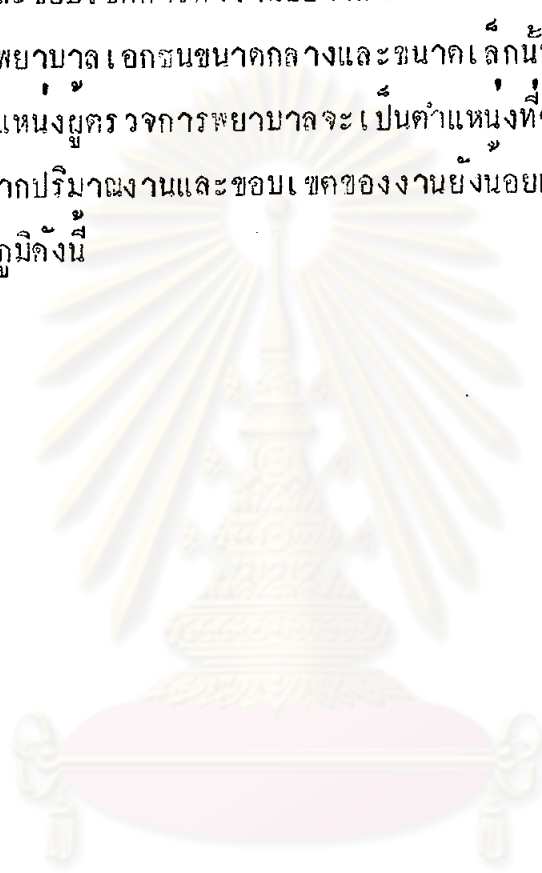 พยาบาลเอกชนขนาดกลางและขนาดเล็กนั้
แหน่งผู้ตรวจการพยาบาลจะเป็นตำแหน่งที่
ากปริมาณงานและขอบเขตของงานยังน้อย
ภูมิดังนี้